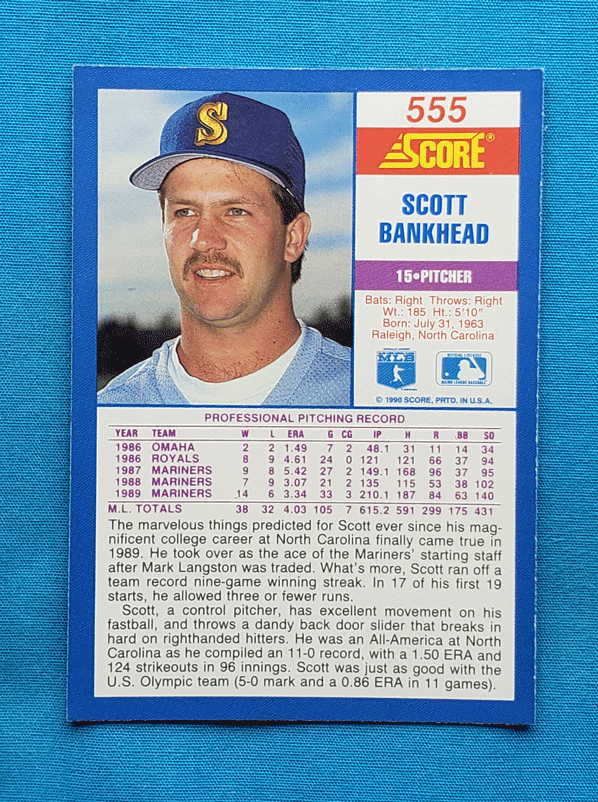 S
555
SCORE®
SCOTT
BANKHEAD
15•PITCHER
Bats: Right Throws: Right
Wt.: 185 Ht.: 5'10"
Born: July 31, 1963
Raleigh, North Carolina
© 1990 SCORE, PRTD. IN U.S.A.
PROFESSIONAL PITCHING RECORD
YEAR TEAM W L ERA G CG IP H R BB SO
1986 OMAHA 2 2 1.49 7 2 48.1 31 11 14 34
1986 ROYALS 8 9 4.61 24 0 121 121 66 37 94
1987 MARINERS 9 8 5.42 27 2 149.1 168 96 37 95
1988 MARINERS 7 9 3.07 21 2 135 115 53 38 102
1989 MARINERS 14 6 3.34 33 3 210.1 187 84 63 140
M.L. TOTALS 38 32 4.03 105 7 615.2 591 299 175 431
The marvelous things predicted for Scott ever since his mag-
nificent college career at North Carolina finally came true in
1989. He took over as the ace of the Mariners' starting staff
after Mark Langston was traded. What's more, Scott ran off a
team record nine-game winning streak. In 17 of his first 19
starts, he allowed three or fewer runs.
Scott, a control pitcher, has excellent movement on his
fastball, and throws a dandy back door slider that breaks in
hard on righthanded hitters. He was an All-America at North
Carolina as he compiled an 11-0 record, with a 1.50 ERA and
124 strikeouts in 96 innings. Scott was just as good with the
U.S. Olympic team (5-0 mark and a 0.86 ERA in 11 games).